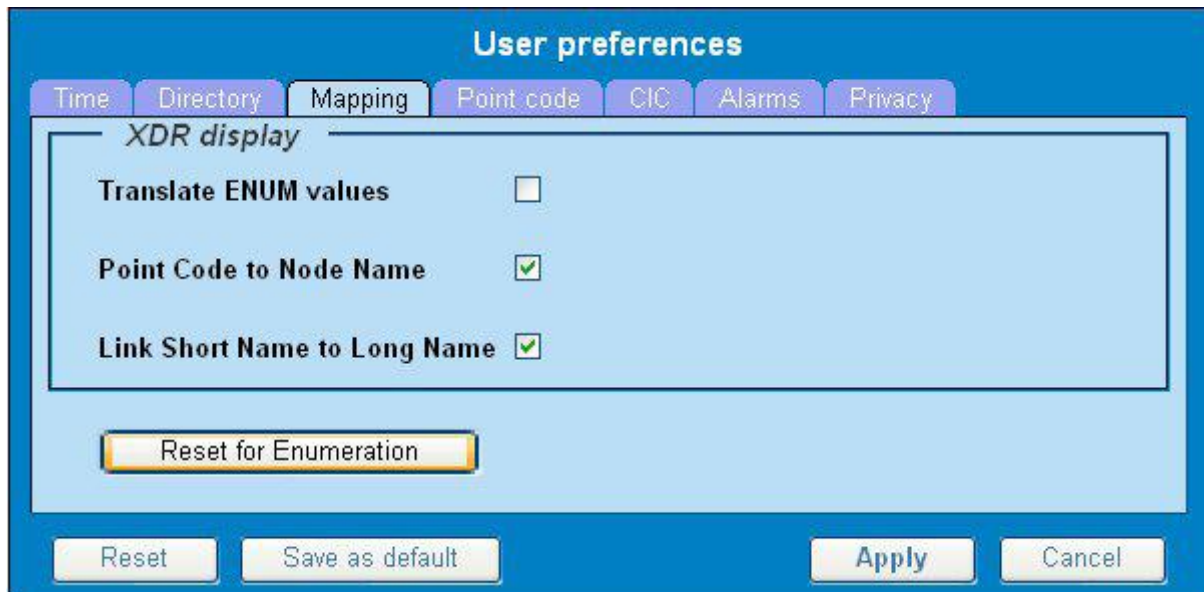 User preferences
Time Directory Mapping Point code CIC Alarms Privacy
XDR display
Translate ENUM values
Point Code to Node Name
Link Short Name to Long Name
Reset for Enumeration
Reset Save as default Apply Cancel